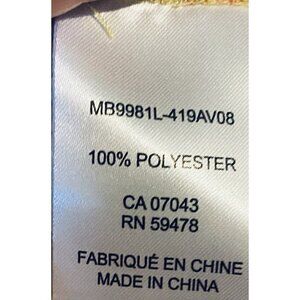 MB9981L-419AV08
100% POLYESTER
CA 07043
RN 59478
FABRIQUÉ EN CHINE
MADE IN CHINA